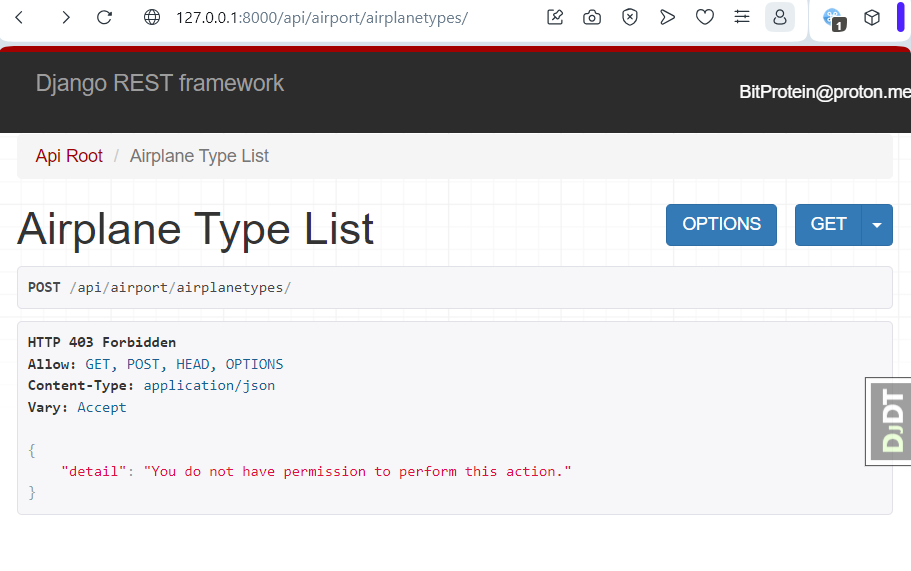 127.0.0.1:8000/api/airport/airplanetypes/
1
Django REST framework
BitProtein@proton.me
Api Root / Airplane Type List
Airplane Type List
OPTIONS
GET
POST /api/airport/airplanetypes/
HTTP 403 Forbidden
Allow: GET, POST, HEAD, OPTIONS
Content-Type: application/json
Vary: Accept
{
"detail": "You do not have permission to perform this action."
}
DJDT